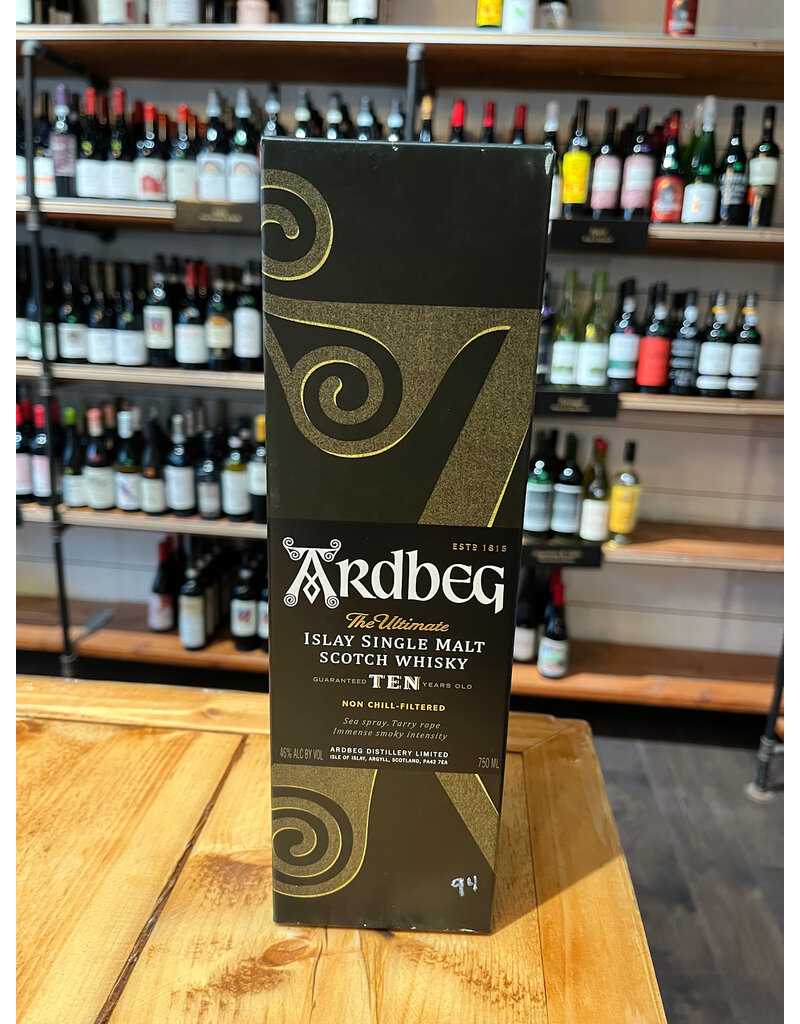 ESTD 1815
ARDBEG
The Ultimate
ISLAY SINGLE MALT
SCOTCH WHISKY
GUARANTEED TEN YEARS OLD
NON CHILL-FILTERED
Sea spray. Tarry rope
Immense smoky intensity
46% ALC BY VOL
ARDBEG DISTILLERY LIMITED
ISLE OF ISLAY, ARGYLL, SCOTLAND, PA42 7EA
750 ML
94